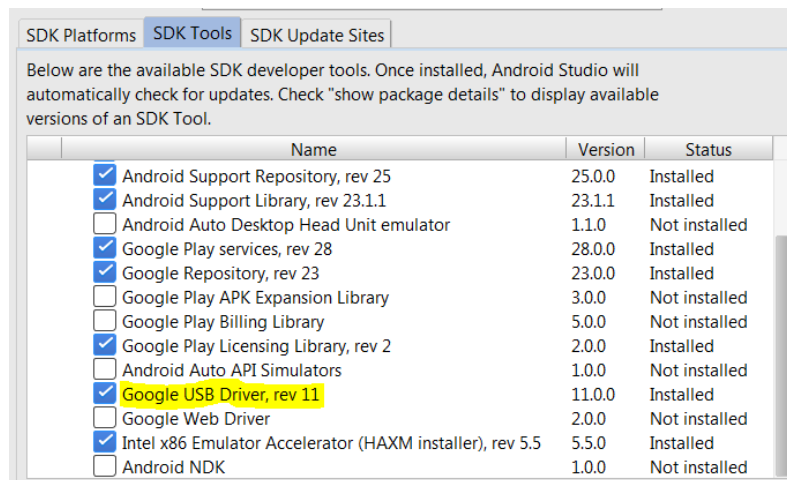 SDK Platforms SDK Tools SDK Update Sites
Below are the available SDK developer tools. Once installed, Android Studio will
automatically check for updates. Check "show package details" to display available
versions of an SDK Tool.
Name Version Status
Android Support Repository, rev 25 25.0.0 Installed
Android Support Library, rev 23.1.1 23.1.1 Installed
Android Auto Desktop Head Unit emulator 1.1.0 Not installed
Google Play services, rev 28 28.0.0 Installed
Google Repository, rev 23 23.0.0 Installed
Google Play APK Expansion Library 3.0.0 Not installed
Google Play Billing Library 5.0.0 Not installed
Google Play Licensing Library, rev 2 2.0.0 Installed
Android Auto API Simulators 1.0.0 Not installed
Google USB Driver, rev 11 11.0.0 Installed
Google Web Driver 2.0.0 Not installed
Intel x86 Emulator Accelerator (HAXM installer), rev 5.5 5.5.0 Installed
Android NDK 1.0.0 Not installed